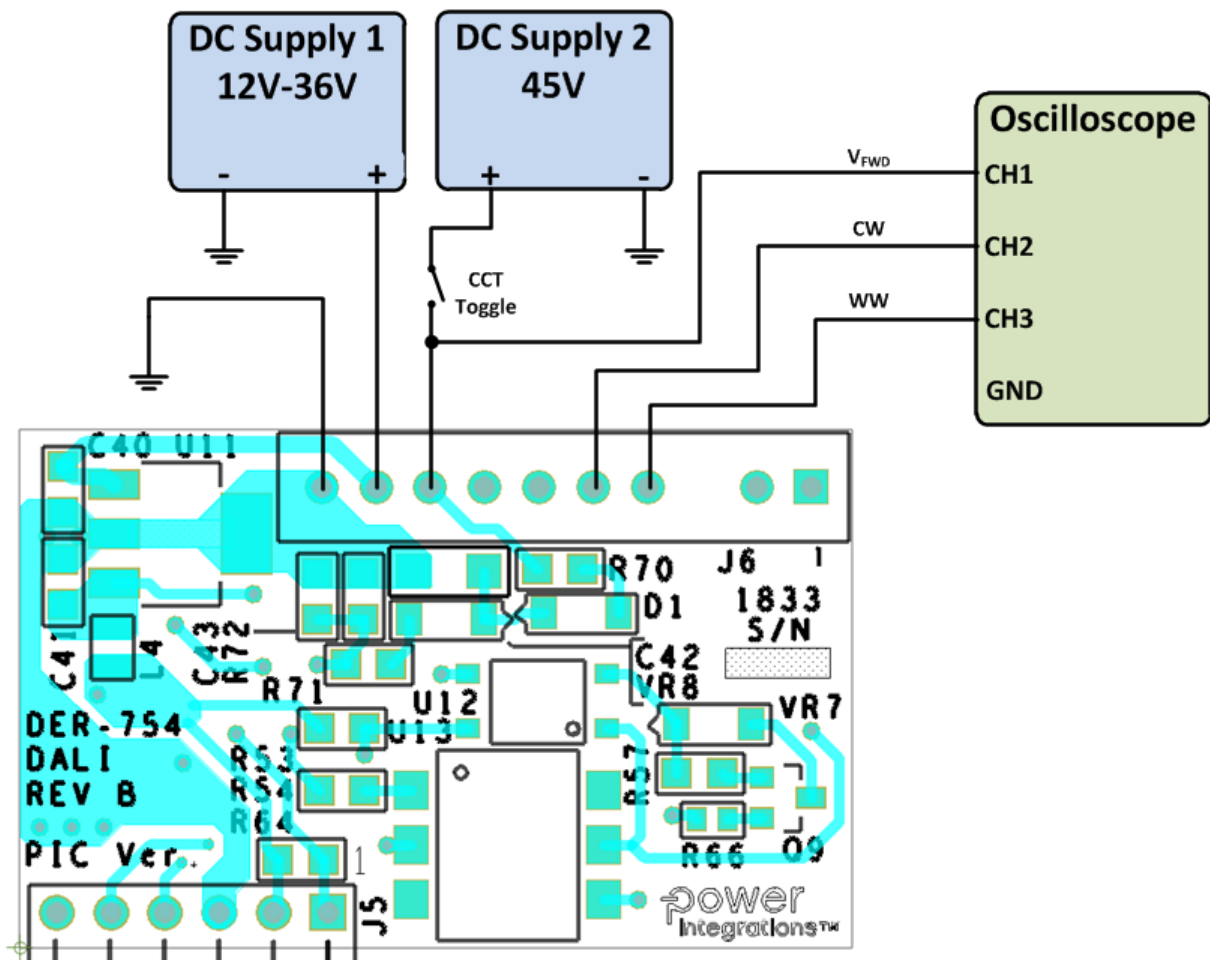 DC Supply 1
12V-36V
- +
DC Supply 2
45V
+ -
Oscilloscope
CH1
CH2
CH3
GND
VFWD
CW
WW
CCT
Toggle
C40 U11
J6 1
R70
D1
1833
S/N
C41
L4
C43
R72
R71
C42
VR8
U12
U13
VR7
DER-754
DALI
REV B
R53
R54
R64
R57
R66
Q9
PIC Ver.
1
J5
power
integrations™